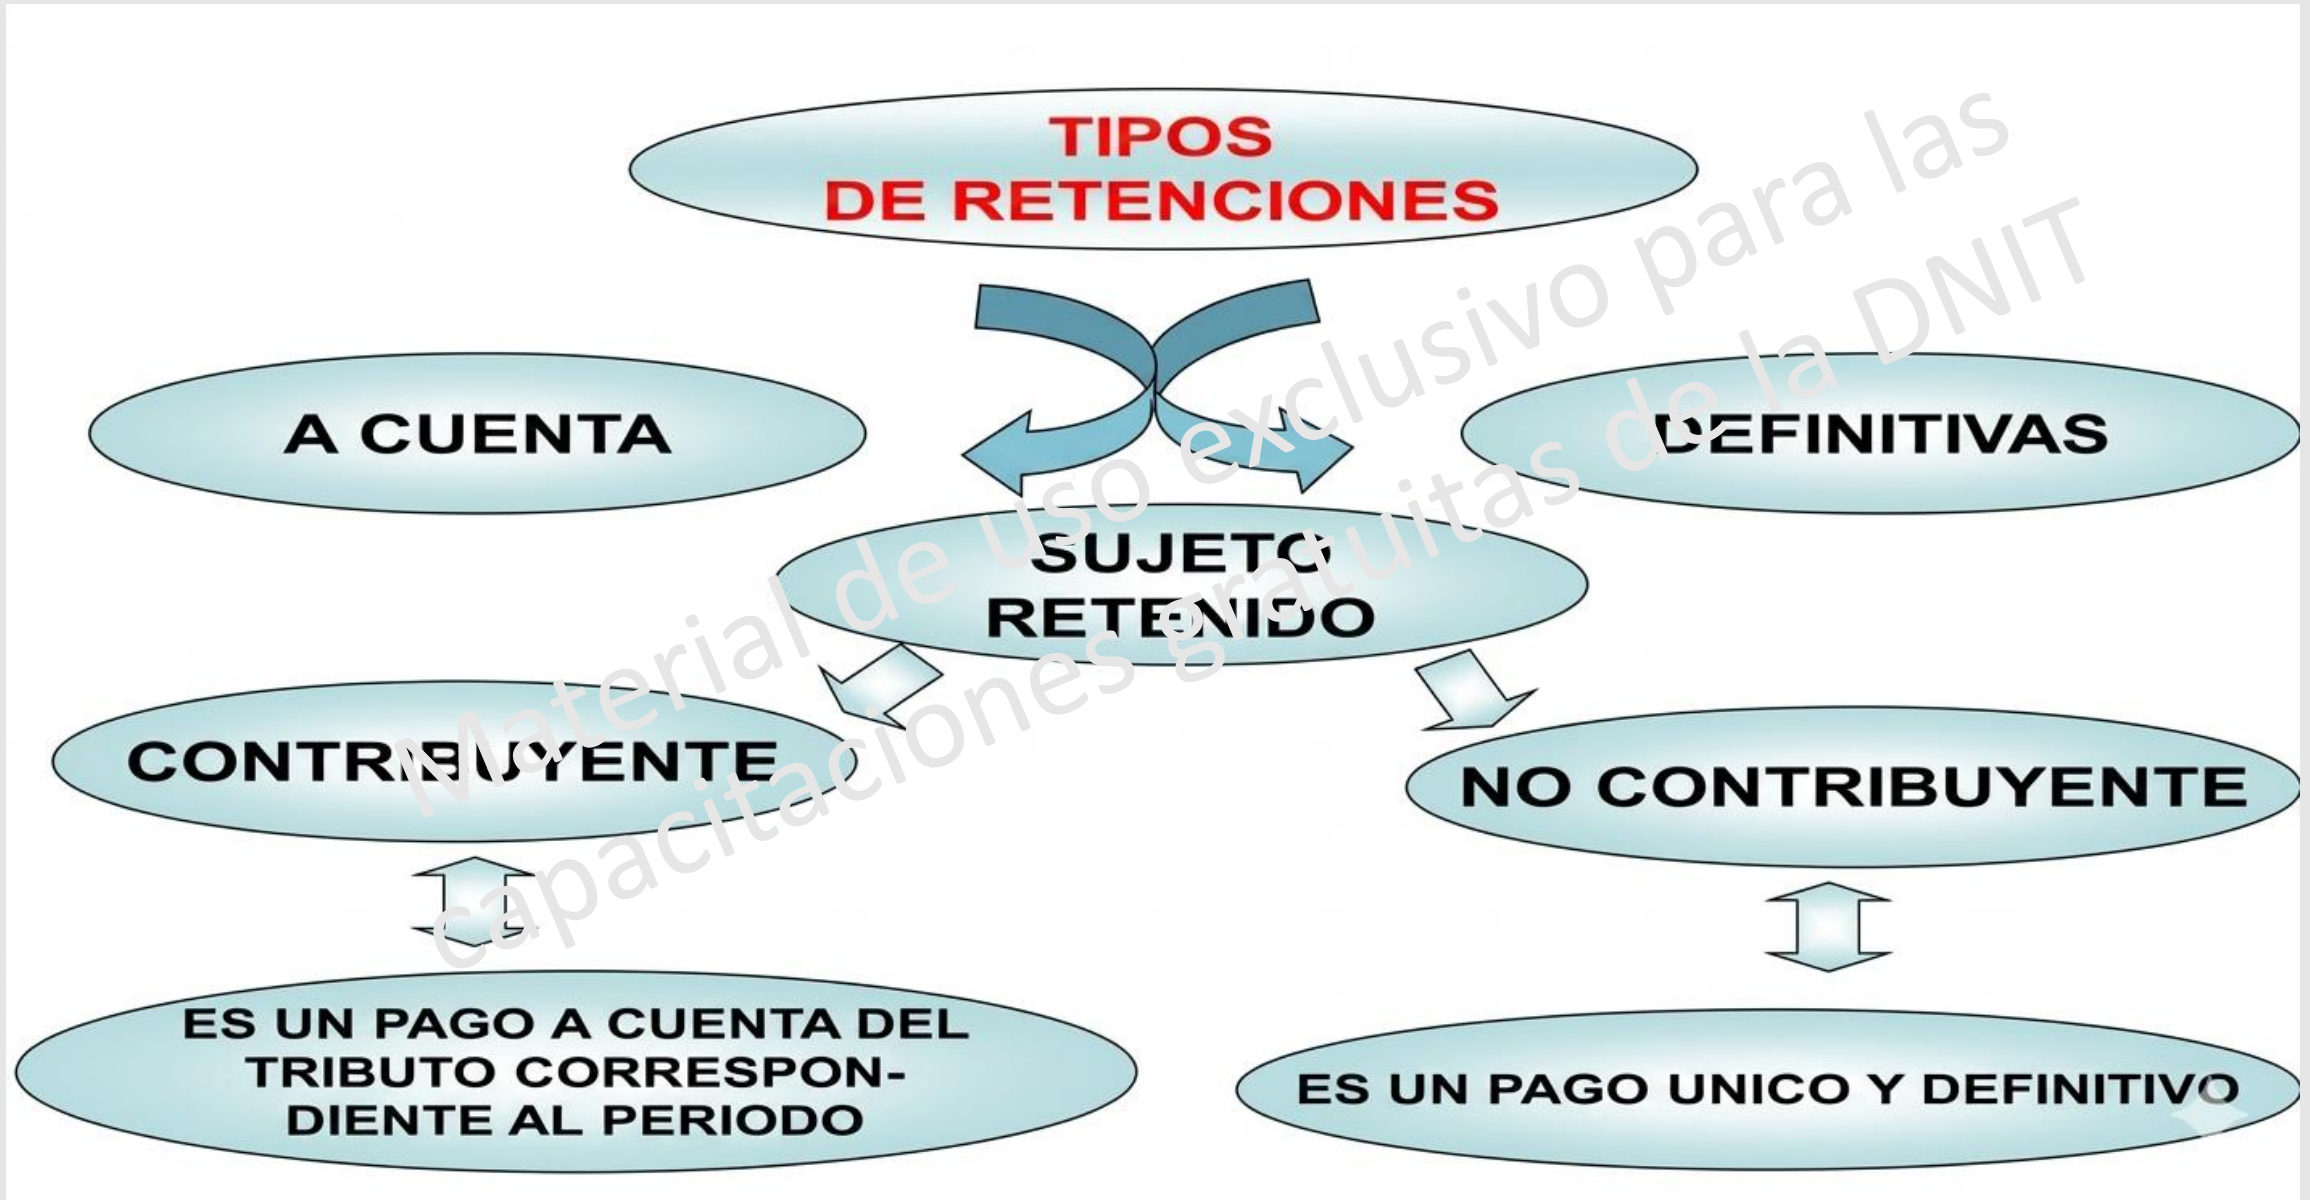 TIPOS
DE RETENCIONES
A CUENTA
DEFINITIVAS
SUJETO
RETENIDO
CONTRIBUYENTE
NO CONTRIBUYENTE
ES UN PAGO A CUENTA DEL
TRIBUTO CORRESPON-
DIENTE AL PERIODO
ES UN PAGO UNICO Y DEFINITIVO
Material de uso exclusivo para las
capacitaciones gratuitas de la DNIT